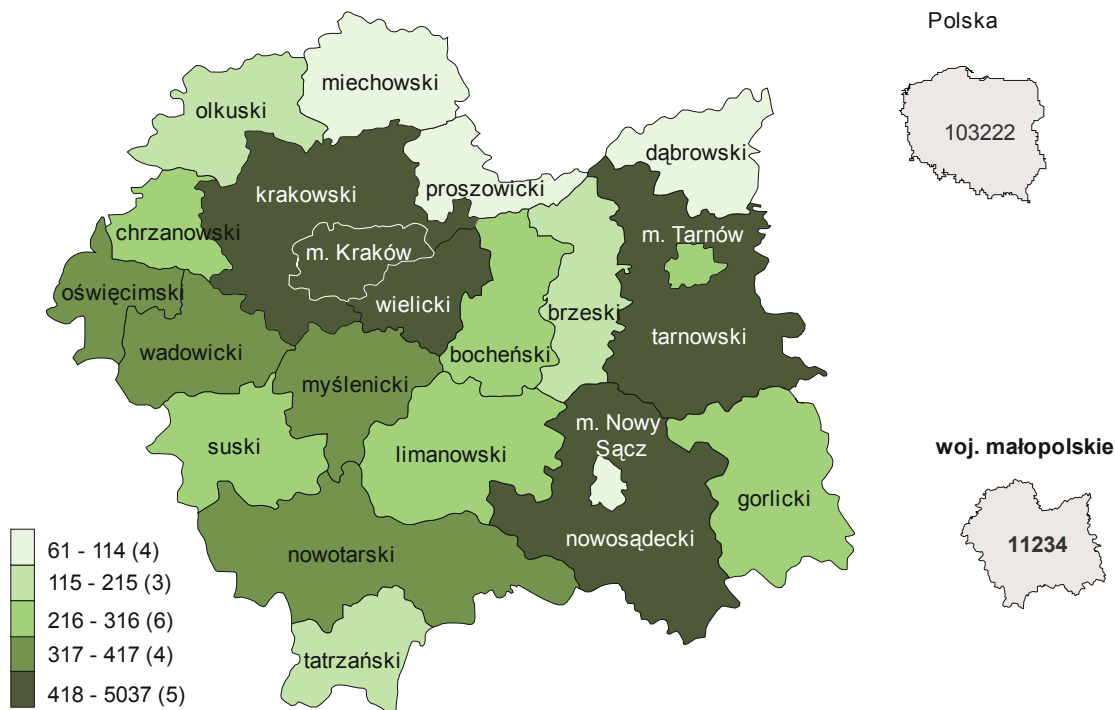 Polska
103222
miechowski
olkuski
dąbrowski
proszowicki
krakowski
chrzanowski
m. Kraków
m. Tarnów
oświęcimski
wielicki
brzeski
tarnowski
wadowicki
bocheński
myślenicki
m. Nowy
Sącz
suski
limanowski
gorlicki
nowosądecki
nowotarski
tatrzański
woj. małopolskie
11234
61 - 114 (4)
115 - 215 (3)
216 - 316 (6)
317 - 417 (4)
418 - 5037 (5)